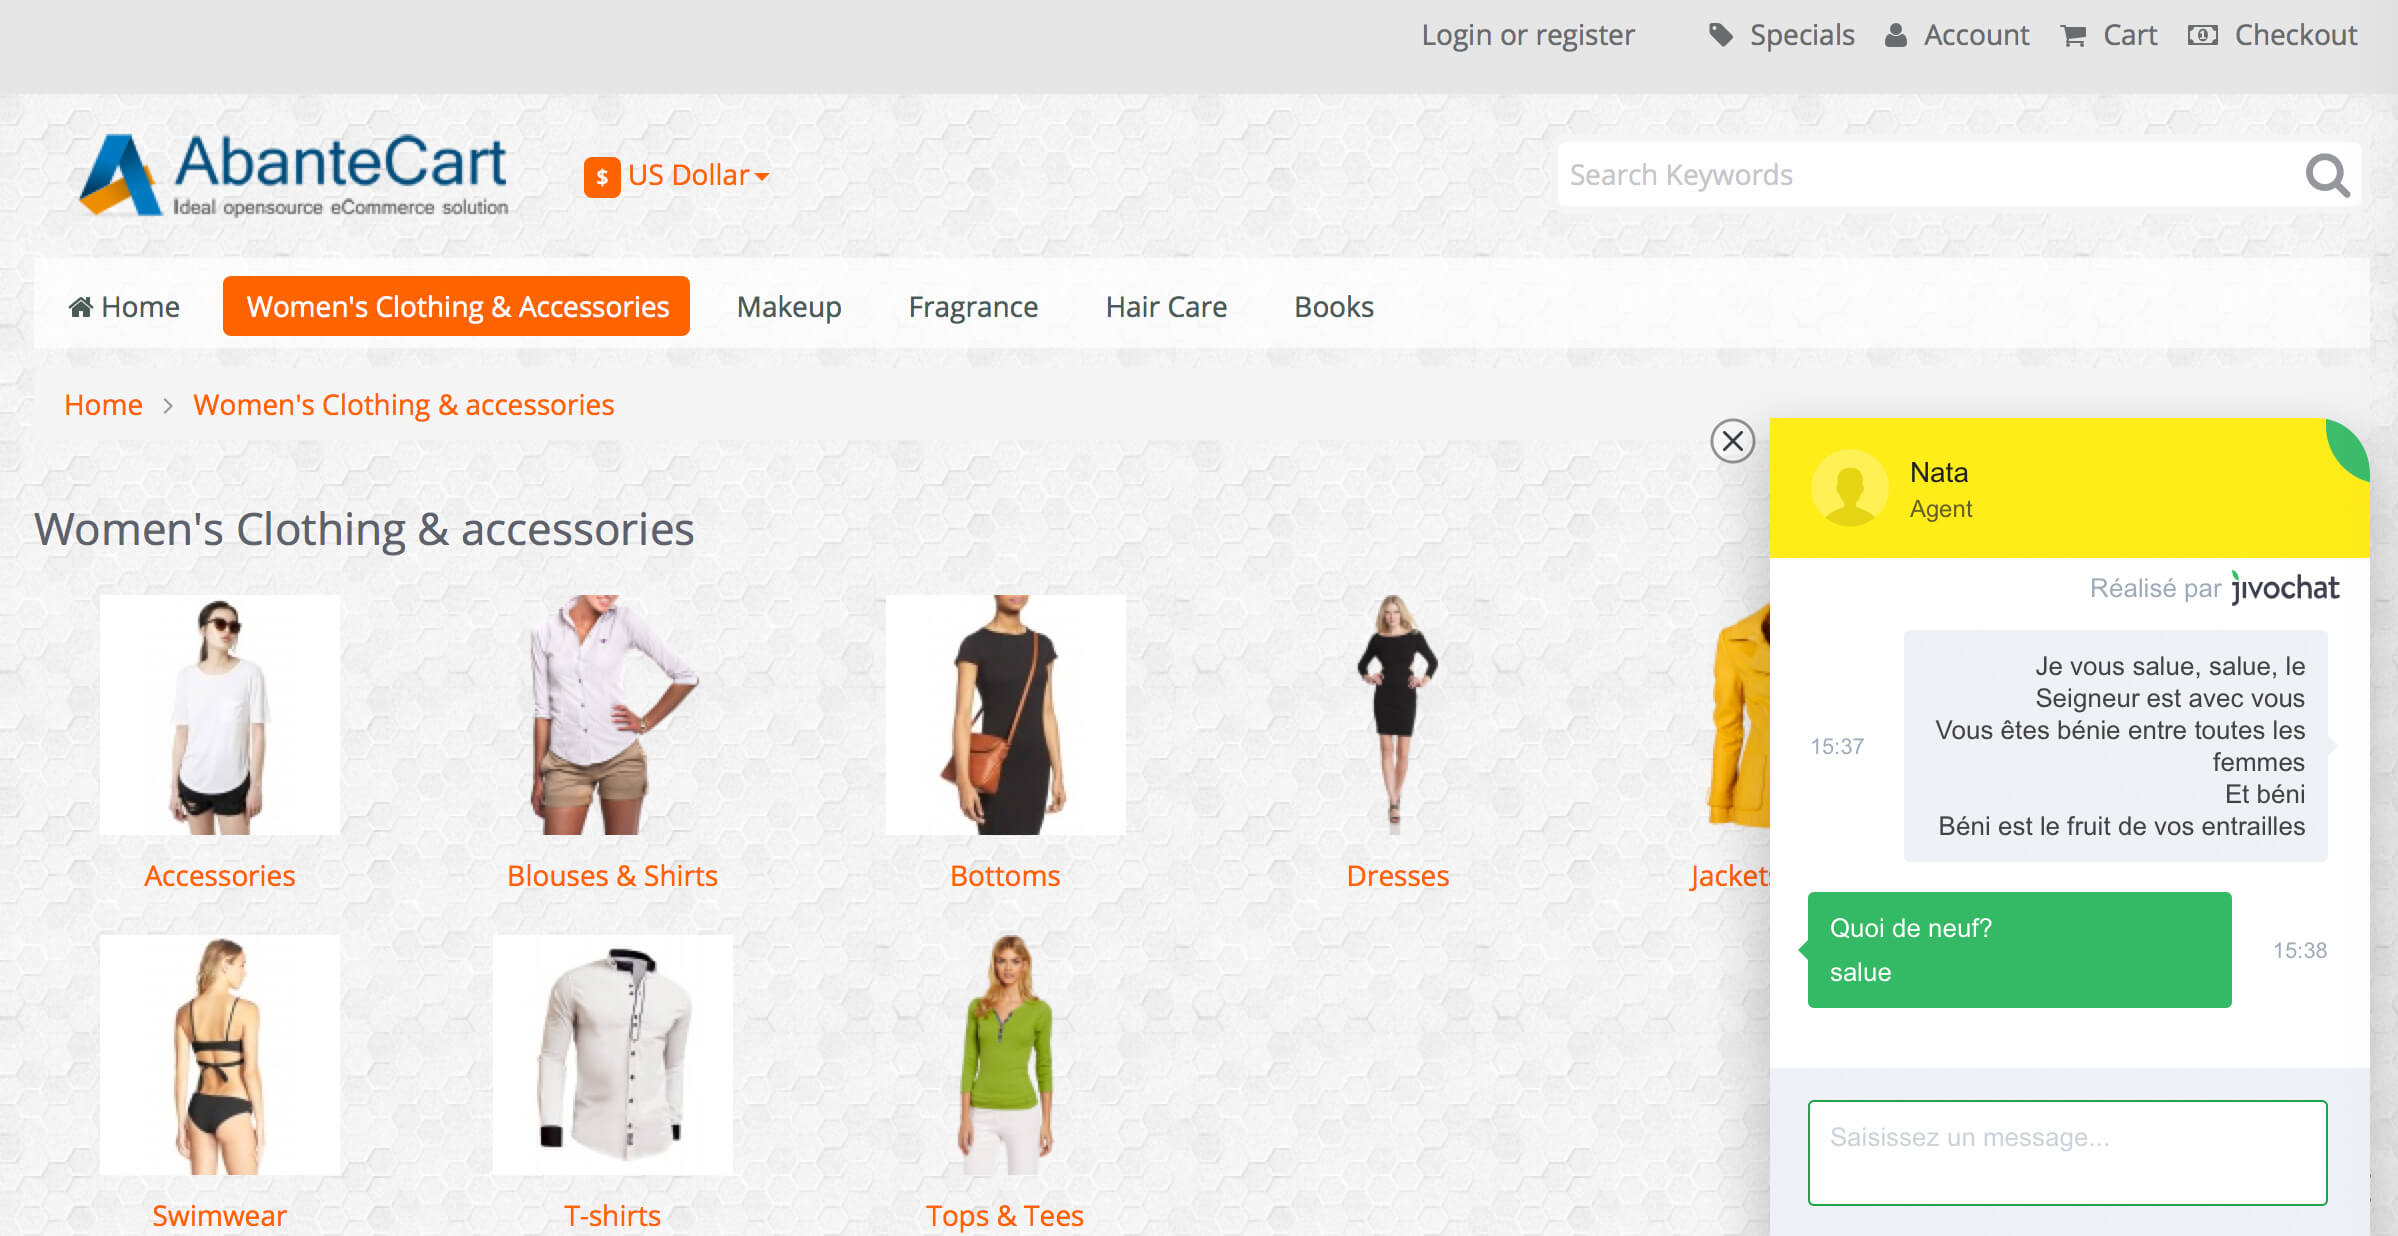 Login or register
Specials
Account
Cart
Checkout
AbanteCart
Ideal opensource eCommerce solution
$ US Dollar
Search Keywords
Home
Women's Clothing & Accessories
Makeup
Fragrance
Hair Care
Books
Home
Women's Clothing & accessories
Women's Clothing & accessories
Accessories
Blouses & Shirts
Bottoms
Dresses
Jackets
Swimwear
T-shirts
Tops & Tees
Nata
Agent
Réalisé par jivochat
Je vous salue, salue, le
Seigneur est avec vous
Vous êtes bénie entre toutes les
femmes
Et béni
Béni est le fruit de vos entrailles
15:37
Quoi de neuf?
salue
15:38
Saisissez un message...